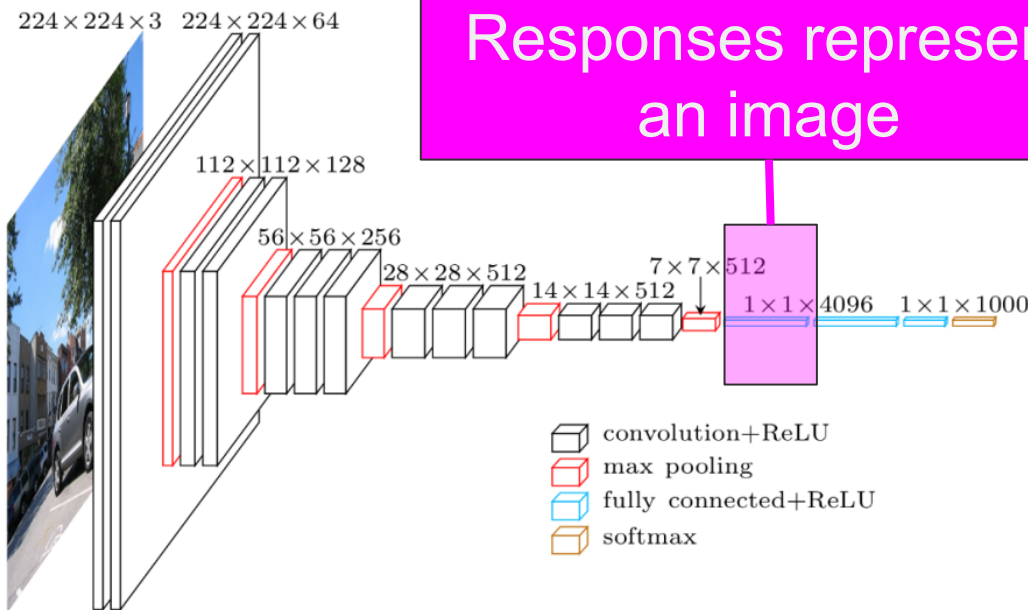 224×224×3
224×224×64
Responses represen
an image
112×112×128
56×56×256
28×28×512
14×14×512
7×7×512
1×1×4096
1×1×1000
convolution+ReLU
max pooling
fully connected+ReLU
softmax